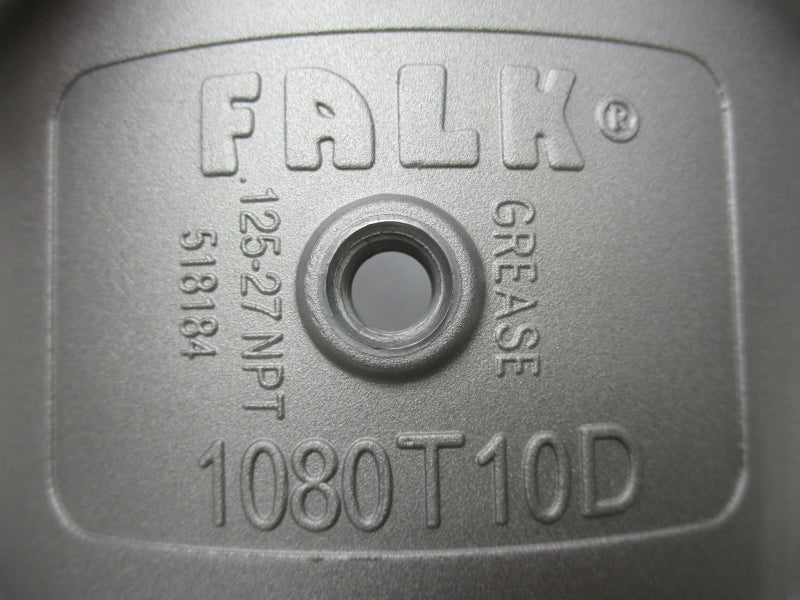 FALK®
.125-27 NPT
518184
GREASE
1080T10D